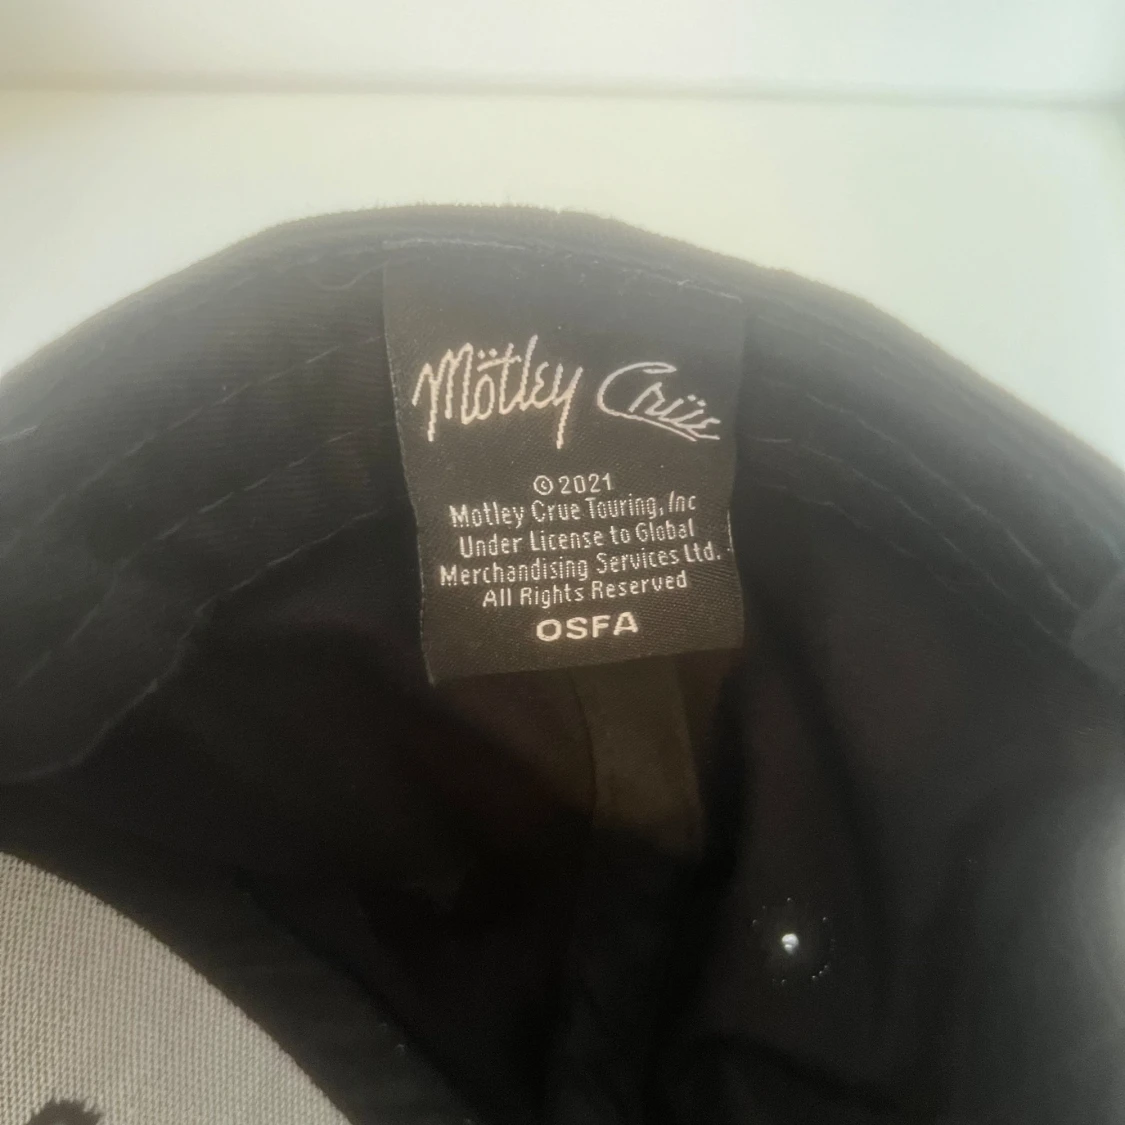 Mötley Crüe
© 2021
Motley Crue Touring, Inc
Under License to Global
Merchandising Services Ltd.
All Rights Reserved
OSFA